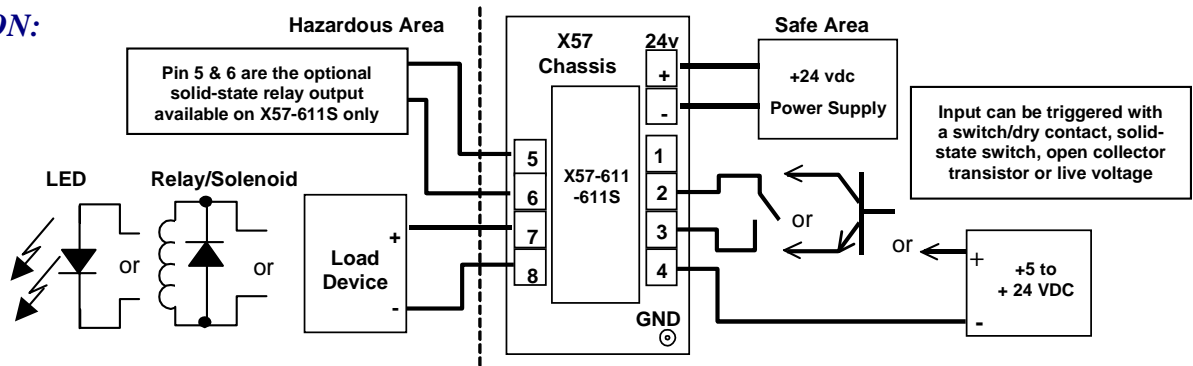 ON:
Hazardous Area
Safe Area
Pin 5 & 6 are the optional
solid-state relay output
available on X57-611S only
LED
Relay/Solenoid
or
or
+
Load
Device
-
X57
Chassis
24v
+
-
X57-611
-611S
5
6
7
8
1
2
3
4
GND
+24 vdc
Power Supply
or
or
+
+5 to
+ 24 VDC
-
Input can be triggered with
a switch/dry contact, solid-
state switch, open collector
transistor or live voltage